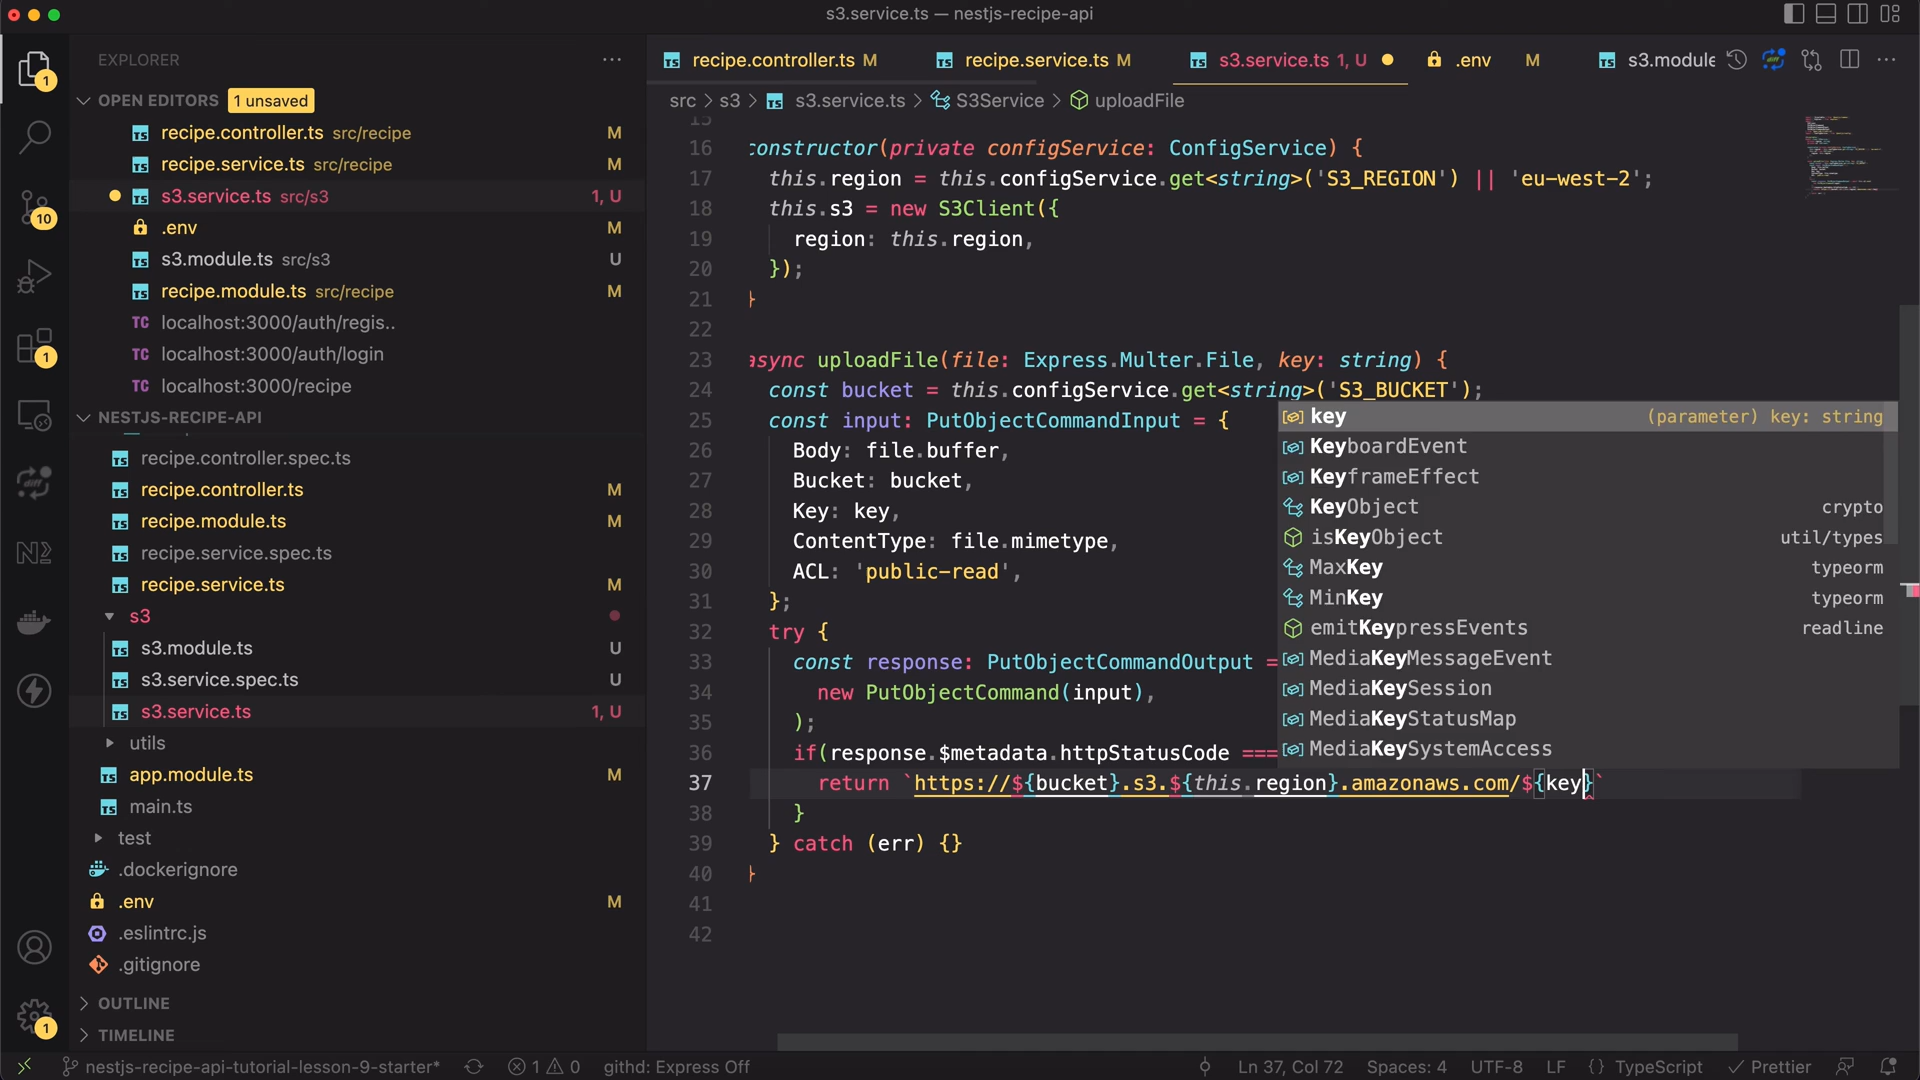 s3.service.ts — nestjs-recipe-api
EXPLORER
OPEN EDITORS 1 unsaved
recipe.controller.ts src/recipe M
recipe.service.ts src/recipe M
s3.service.ts src/s3 1, U
.env M
s3.module.ts src/s3 U
recipe.module.ts src/recipe M
TC localhost:3000/auth/regis..
TC localhost:3000/auth/login
TC localhost:3000/recipe
NESTJS-RECIPE-API
recipe.controller.spec.ts
recipe.controller.ts M
recipe.module.ts M
recipe.service.spec.ts
recipe.service.ts M
s3
s3.module.ts U
s3.service.spec.ts U
s3.service.ts 1, U
utils
app.module.ts M
main.ts
test
.dockerignore
.env M
.eslintrc.js
.gitignore
OUTLINE
TIMELINE
1
10
1
1
recipe.controller.ts M recipe.service.ts M s3.service.ts 1, U .env M s3.module
src > s3 > s3.service.ts > S3Service > uploadFile
15
16 constructor(private configService: ConfigService) {
17 this.region = this.configService.get<string>('S3_REGION') || 'eu-west-2';
18 this.s3 = new S3Client({
19 region: this.region,
20 });
21 }
22
23 async uploadFile(file: Express.Multer.File, key: string) {
24 const bucket = this.configService.get<string>('S3_BUCKET');
25 const input: PutObjectCommandInput = {
26 Body: file.buffer,
27 Bucket: bucket,
28 Key: key,
29 ContentType: file.mimetype,
30 ACL: 'public-read',
31 };
32 try {
33 const response: PutObjectCommandOutput =
34 new PutObjectCommand(input),
35 );
36 if(response.$metadata.httpStatusCode ===
37 return `https://${bucket}.s3.${this.region}.amazonaws.com/${key}`
38 }
39 } catch (err) {}
40 }
41
42
key (parameter) key: string
KeyboardEvent
KeyframeEffect
KeyObject crypto
isKeyObject util/types
MaxKey typeorm
MinKey typeorm
emitKeypressEvents readline
MediaKeyMessageEvent
MediaKeySession
MediaKeyStatusMap
MediaKeySystemAccess
nestjs-recipe-api-tutorial-lesson-9-starter* 1 0 githd: Express Off Ln 37, Col 72 Spaces: 4 UTF-8 LF {} TypeScript Prettier